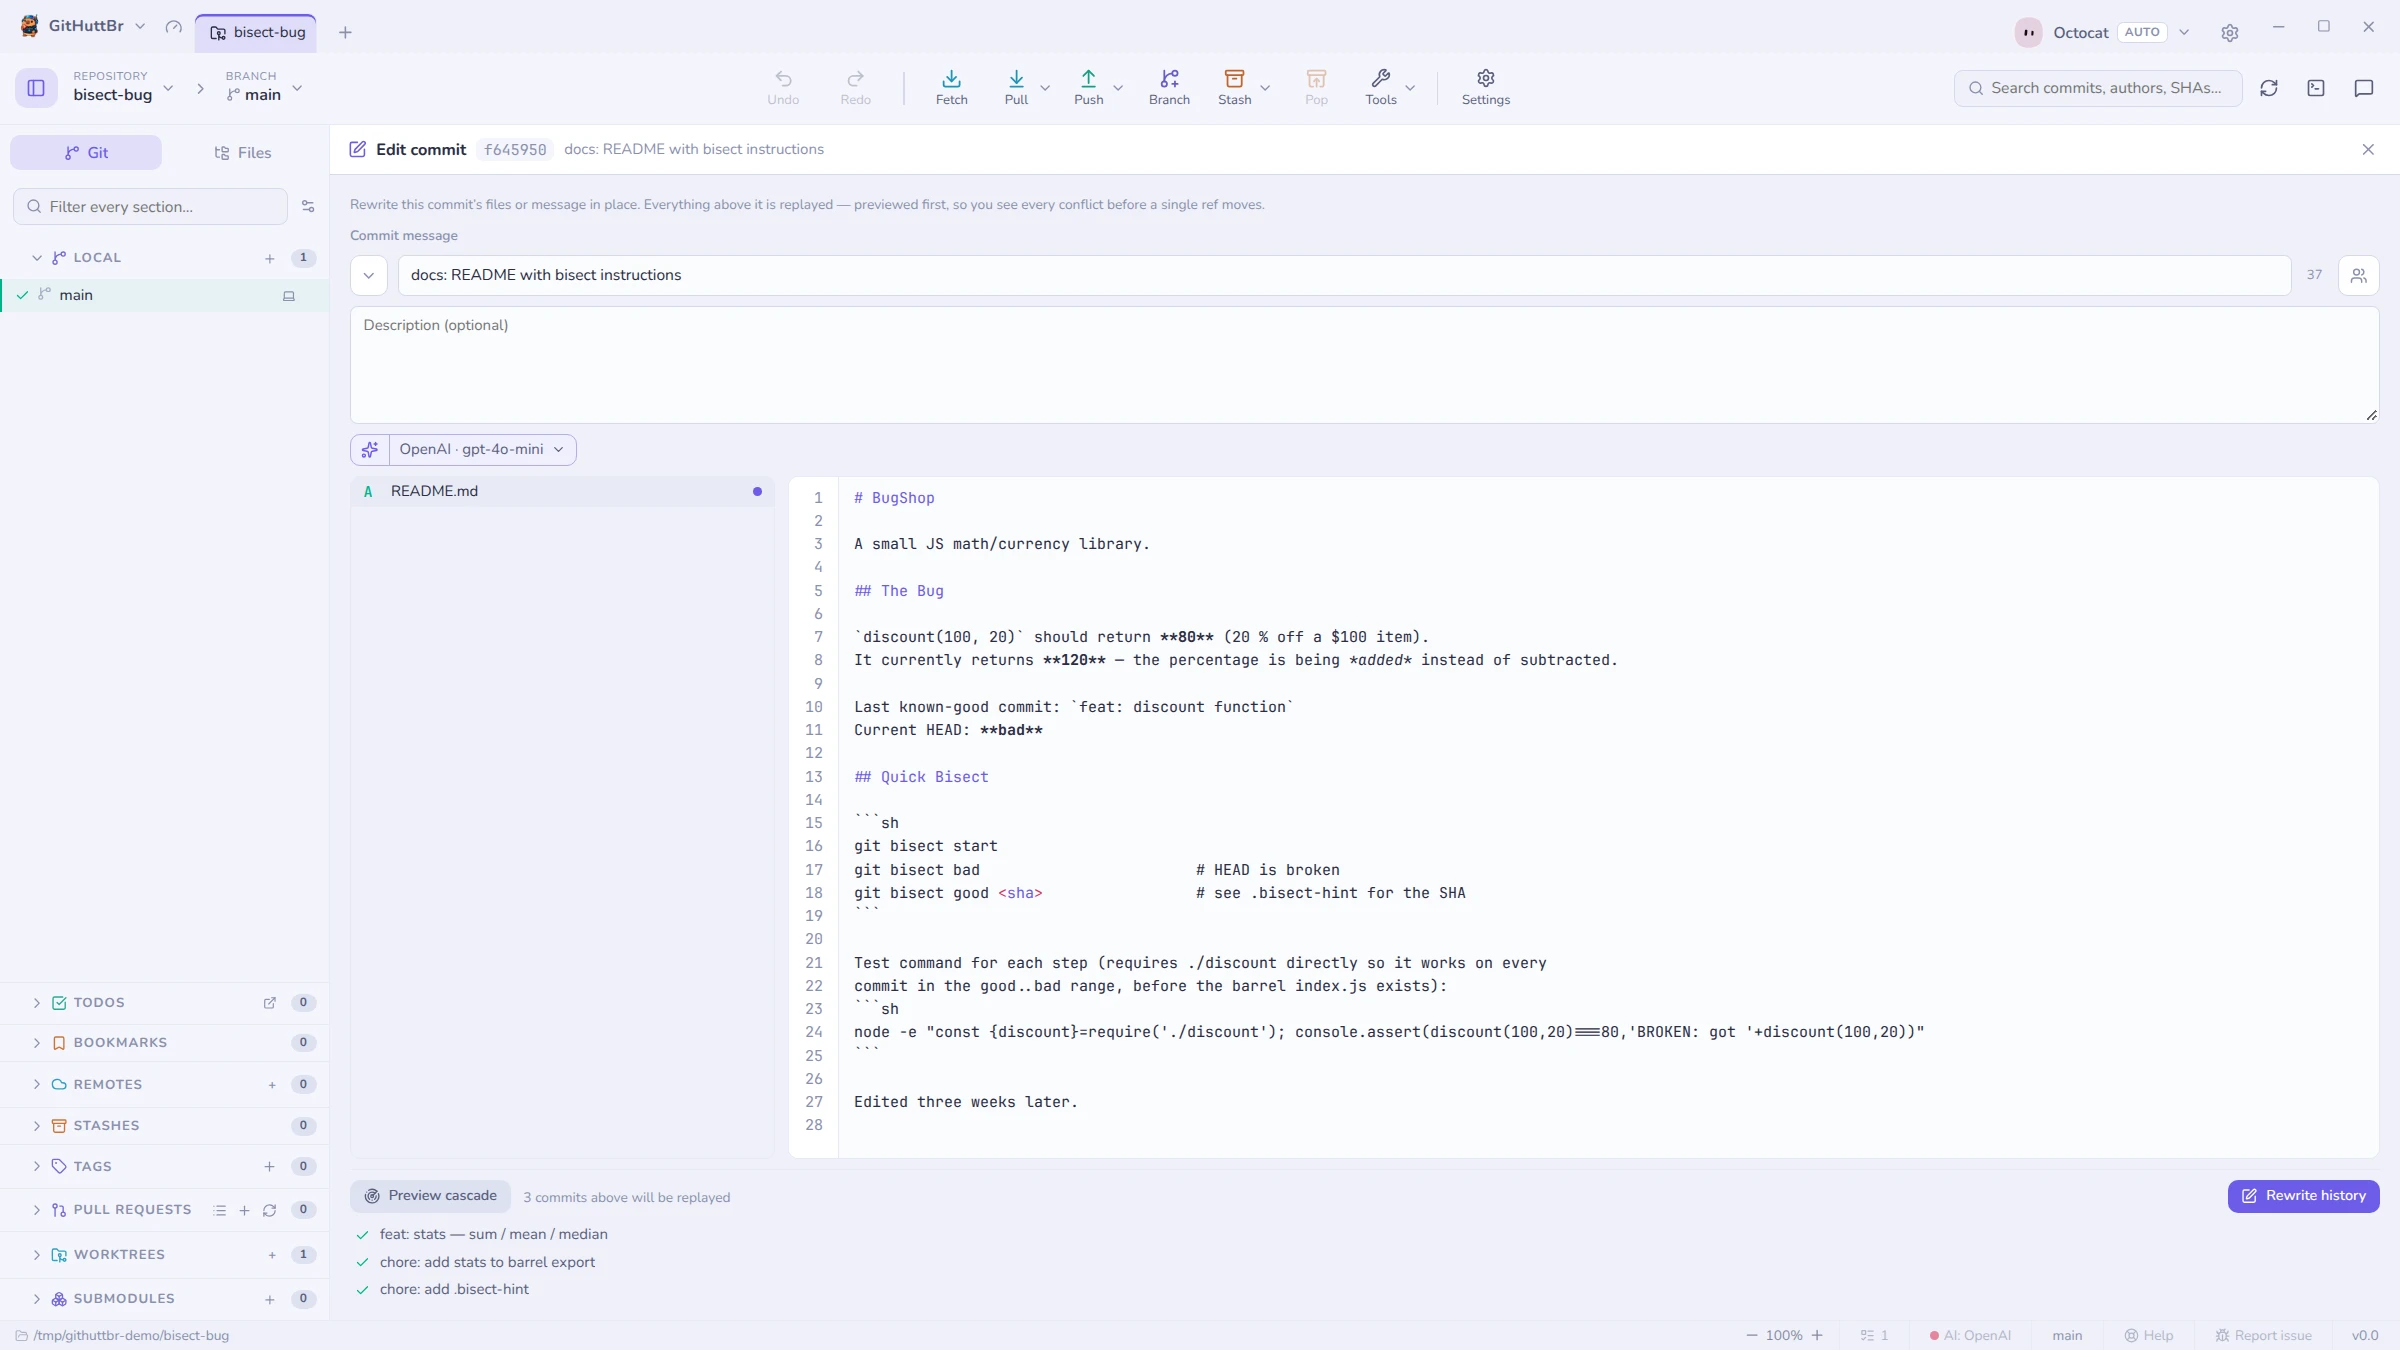 GitHuttBr
bisect-bug
Octocat
AUTO
REPOSITORY
bisect-bug
BRANCH
main
Undo
Redo
Fetch
Pull
Push
Branch
Stash
Pop
Tools
Settings
Search commits, authors, SHAs...
Git
Files
Filter every section...
LOCAL
1
main
TODOS
0
BOOKMARKS
0
REMOTES
0
STASHES
0
TAGS
0
PULL REQUESTS
0
WORKTREES
1
SUBMODULES
0
Edit commit f645950 docs: README with bisect instructions
Rewrite this commit's files or message in place. Everything above it is replayed — previewed first, so you see every conflict before a single ref moves.
Commit message
docs: README with bisect instructions
37
Description (optional)
OpenAI · gpt-4o-mini
A README.md
1 # BugShop
2
3 A small JS math/currency library.
4
5 ## The Bug
6
7 `discount(100, 20)` should return **80** (20 % off a $100 item).
8 It currently returns **120** — the percentage is being *added* instead of subtracted.
9
10 Last known-good commit: `feat: discount function`
11 Current HEAD: **bad**
12
13 ## Quick Bisect
14
15 ```sh
16 git bisect start
17 git bisect bad # HEAD is broken
18 git bisect good <sha> # see .bisect-hint for the SHA
19 ```
20
21 Test command for each step (requires ./discount directly so it works on every
22 commit in the good..bad range, before the barrel index.js exists):
23 ```sh
24 node -e "const {discount}=require('./discount'); console.assert(discount(100,20)===80,'BROKEN: got '+discount(100,20))"
25 ```
26
27 Edited three weeks later.
28
Preview cascade
3 commits above will be replayed
Rewrite history
feat: stats — sum / mean / median
chore: add stats to barrel export
chore: add .bisect-hint
/tmp/githuttbr-demo/bisect-bug
100%
1
AI: OpenAI
main
Help
Report issue
v0.0